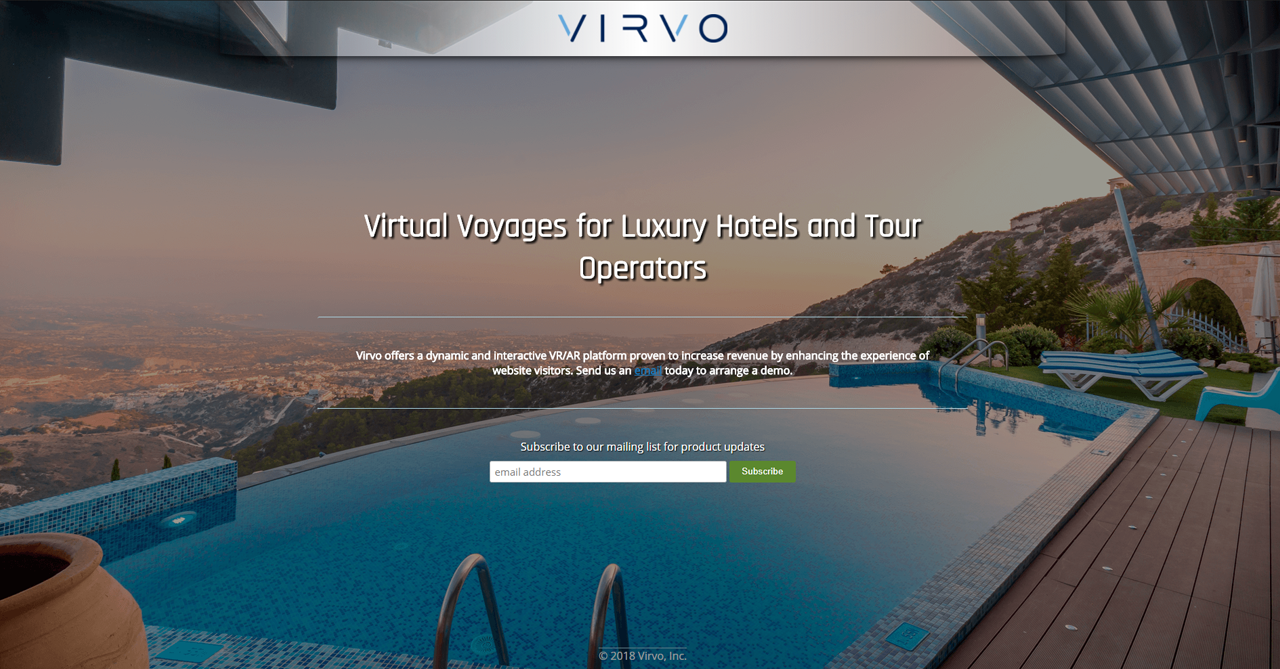 VIRVO
Virtual Voyages for Luxury Hotels and Tour
Operators
Virvo offers a dynamic and interactive VR/AR platform proven to increase revenue by enhancing the experience of
website visitors. Send us an email today to arrange a demo.
Subscribe to our mailing list for product updates
email address
Subscribe
© 2018 Virvo, Inc.